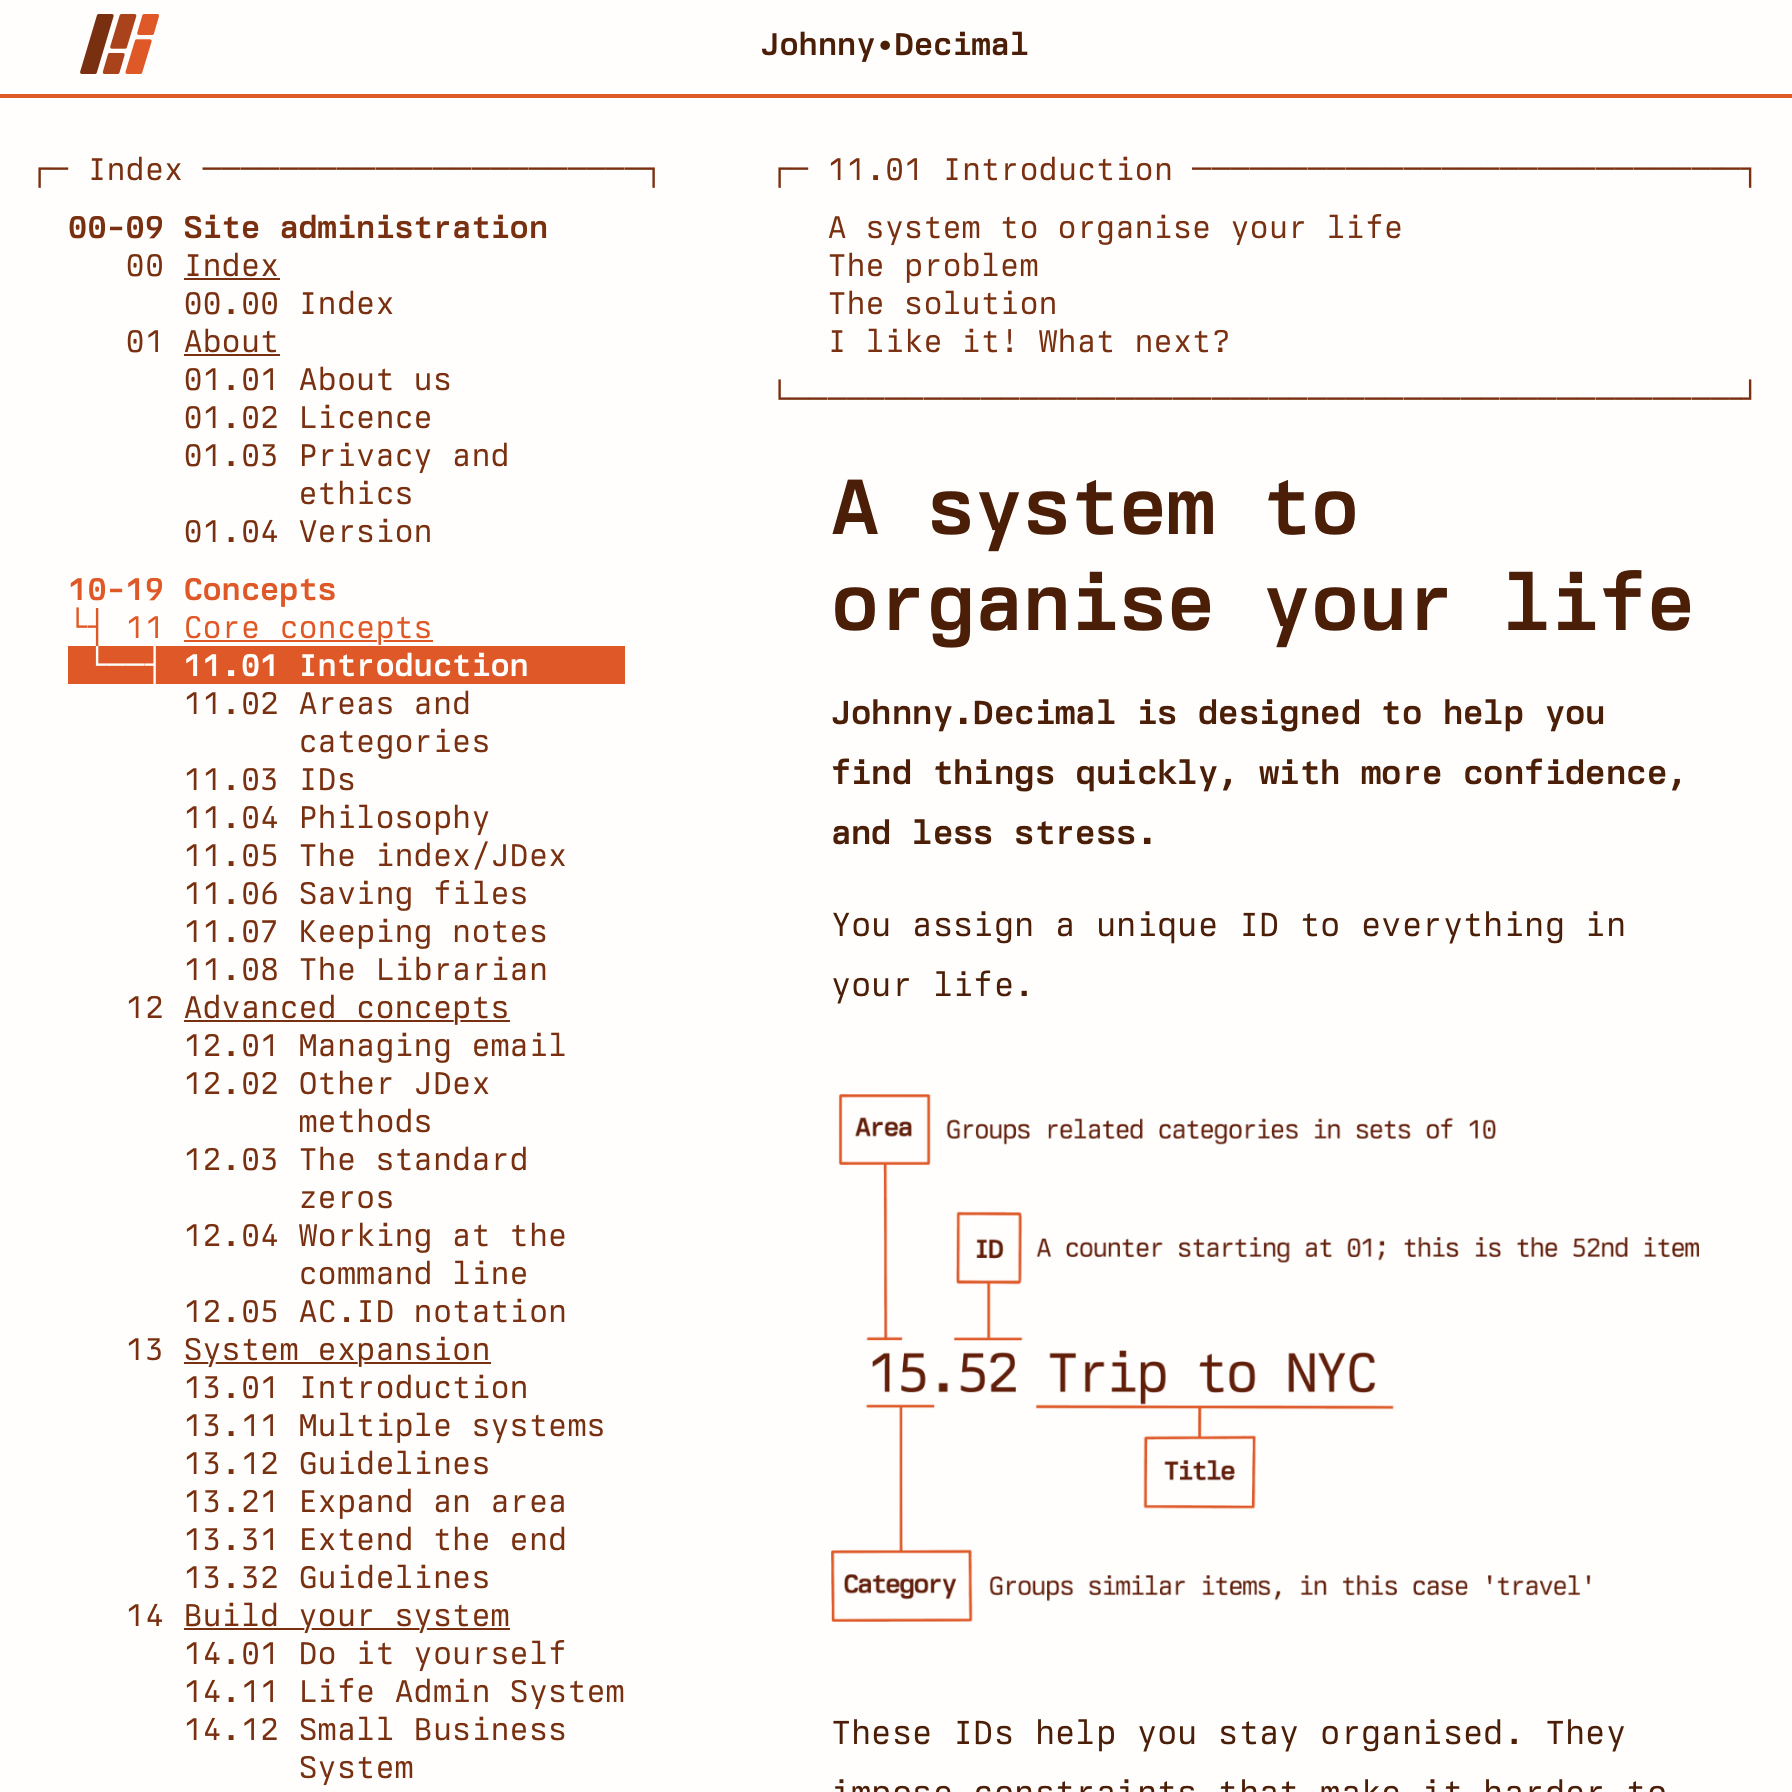 Johnny•Decimal
Index
00-09 Site administration
00 Index
00.00 Index
01 About
01.01 About us
01.02 Licence
01.03 Privacy and
ethics
01.04 Version
10-19 Concepts
11 Core concepts
11.01 Introduction
11.02 Areas and
categories
11.03 IDs
11.04 Philosophy
11.05 The index/JDex
11.06 Saving files
11.07 Keeping notes
11.08 The Librarian
12 Advanced concepts
12.01 Managing email
12.02 Other JDex
methods
12.03 The standard
zeros
12.04 Working at the
command line
12.05 AC.ID notation
13 System expansion
13.01 Introduction
13.11 Multiple systems
13.12 Guidelines
13.21 Expand an area
13.31 Extend the end
13.32 Guidelines
14 Build your system
14.01 Do it yourself
14.11 Life Admin System
14.12 Small Business
System
11.01 Introduction
A system to organise your life
The problem
The solution
I like it! What next?
A system to
organise your life
Johnny.Decimal is designed to help you
find things quickly, with more confidence,
and less stress.
You assign a unique ID to everything in
your life.
Area Groups related categories in sets of 10
ID A counter starting at 01; this is the 52nd item
15.52 Trip to NYC
Title
Category Groups similar items, in this case 'travel'
These IDs help you stay organised. They
impose constraints that make it harder to